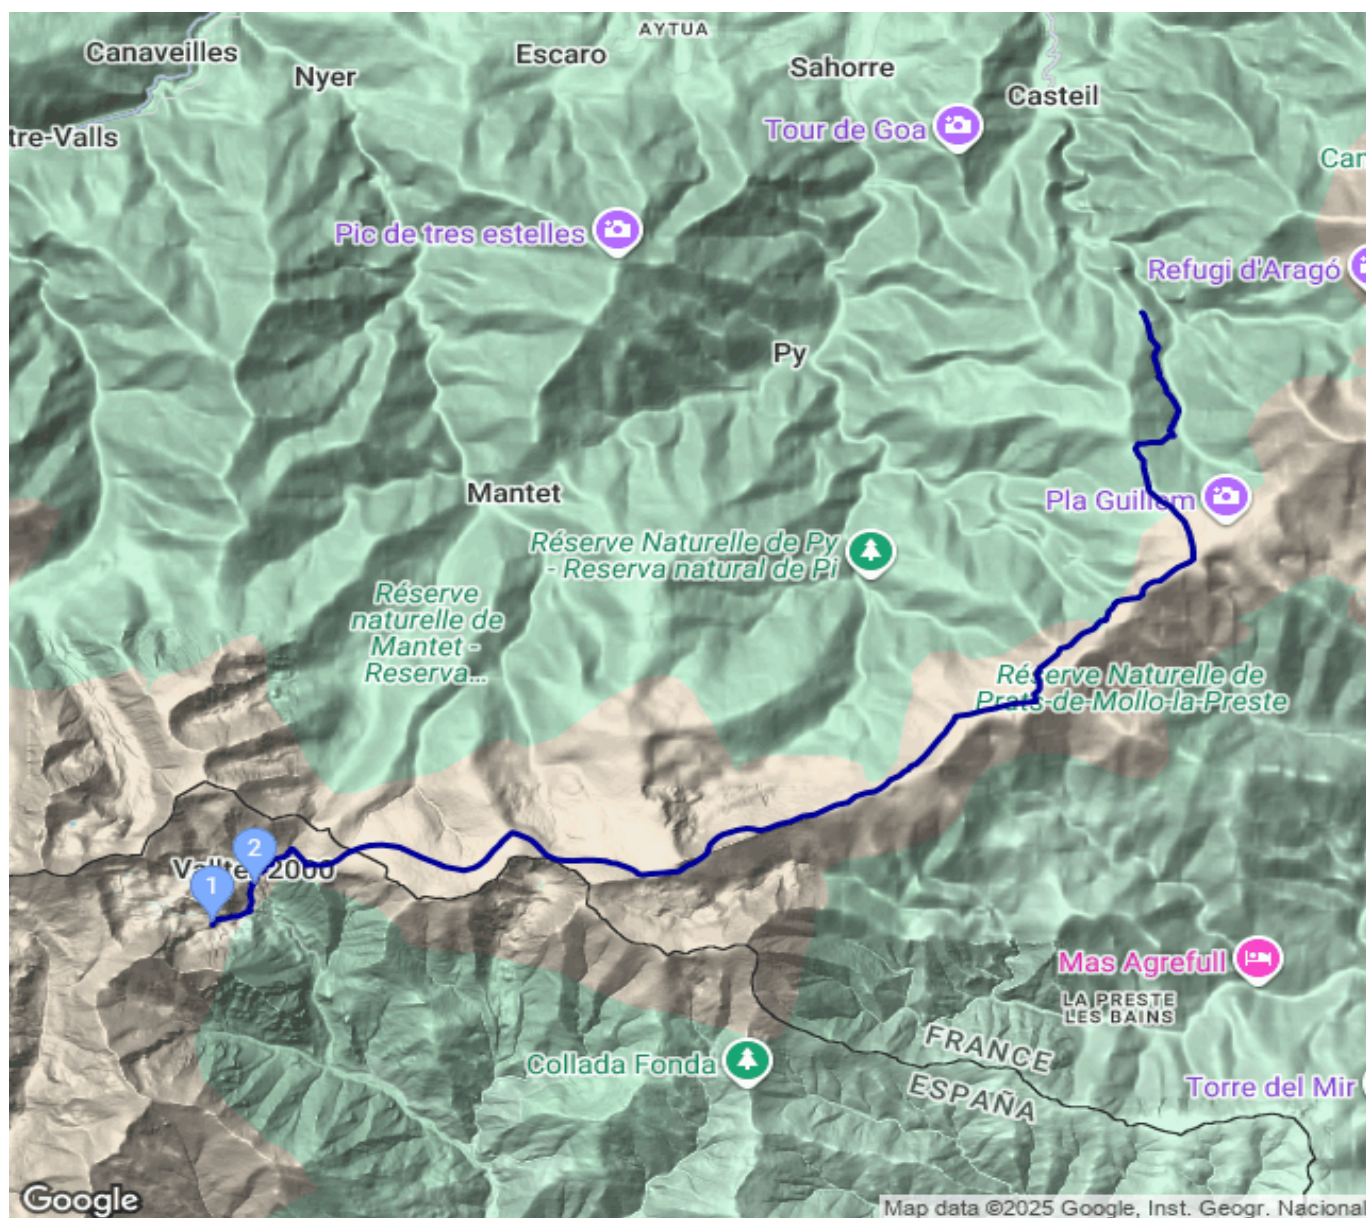 AYTUA
Canaveilles
Escaro
Nyer
Sahorre
Casteil
tre-Valls
Tour de Goa
Can
Pic de tres estelles
Refugi d'Aragó
Py
Mantet
Pla Guillem
Réserve Naturelle de Py
- Reserva natural de Pi
Réserve
naturelle de
Mantet -
Reserva...
Réserve Naturelle de
Prats-de-Mollo-la-Preste
2
Vallter 2000
1
Mas Agrefull
LA PRESTE
LES BAINS
FRANCE
Collada Fonda
ESPAÑA
Torre del Mir
Google
Map data ©2025 Google, Inst. Geogr. Nacional